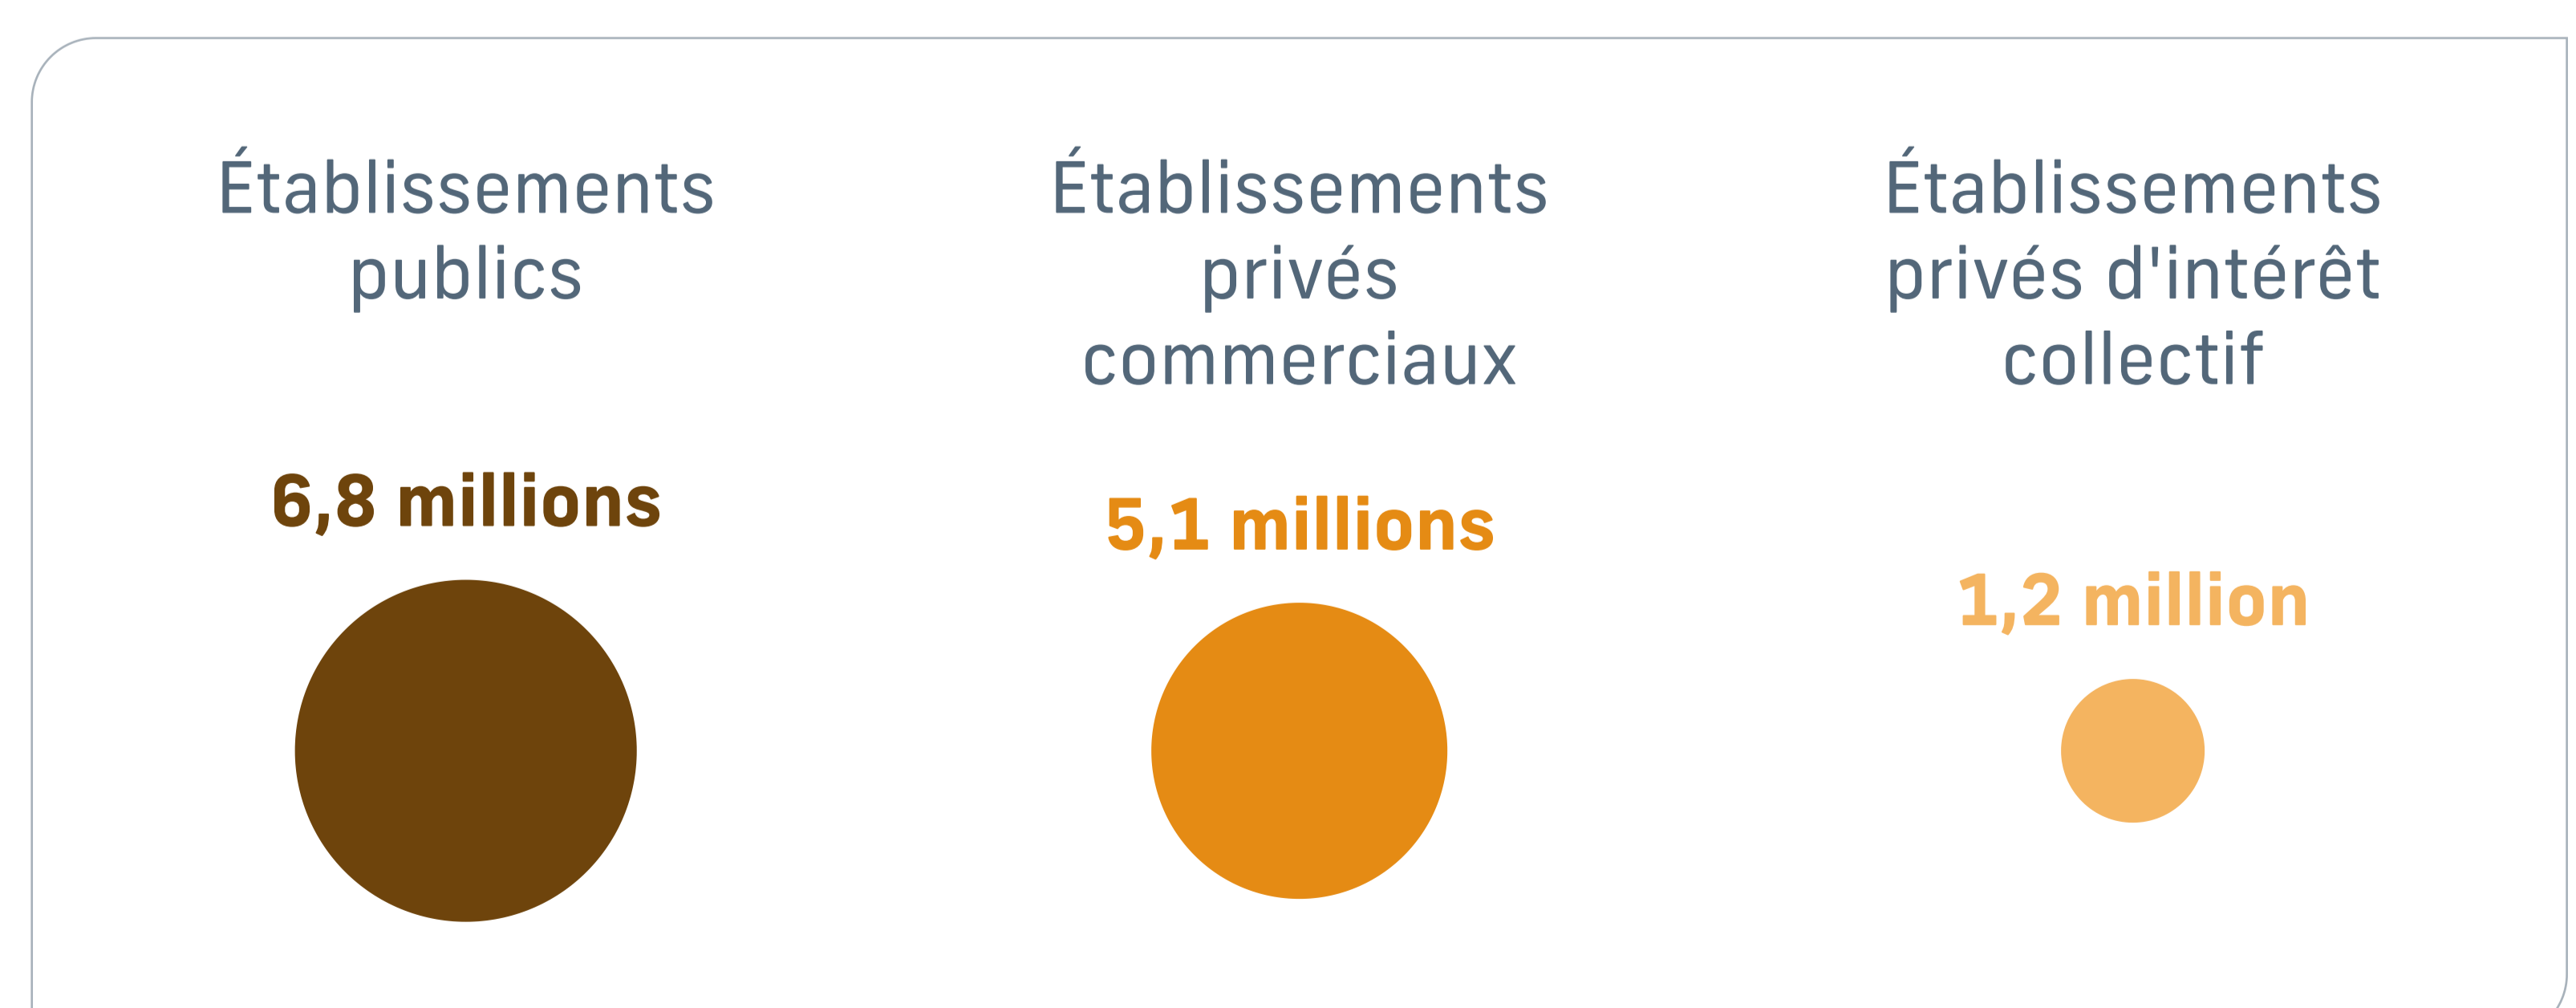 Établissements
publics
6,8 millions
Établissements
privés
commerciaux
5,1 millions
Établissements
privés d'intérêt
collectif
1,2 million